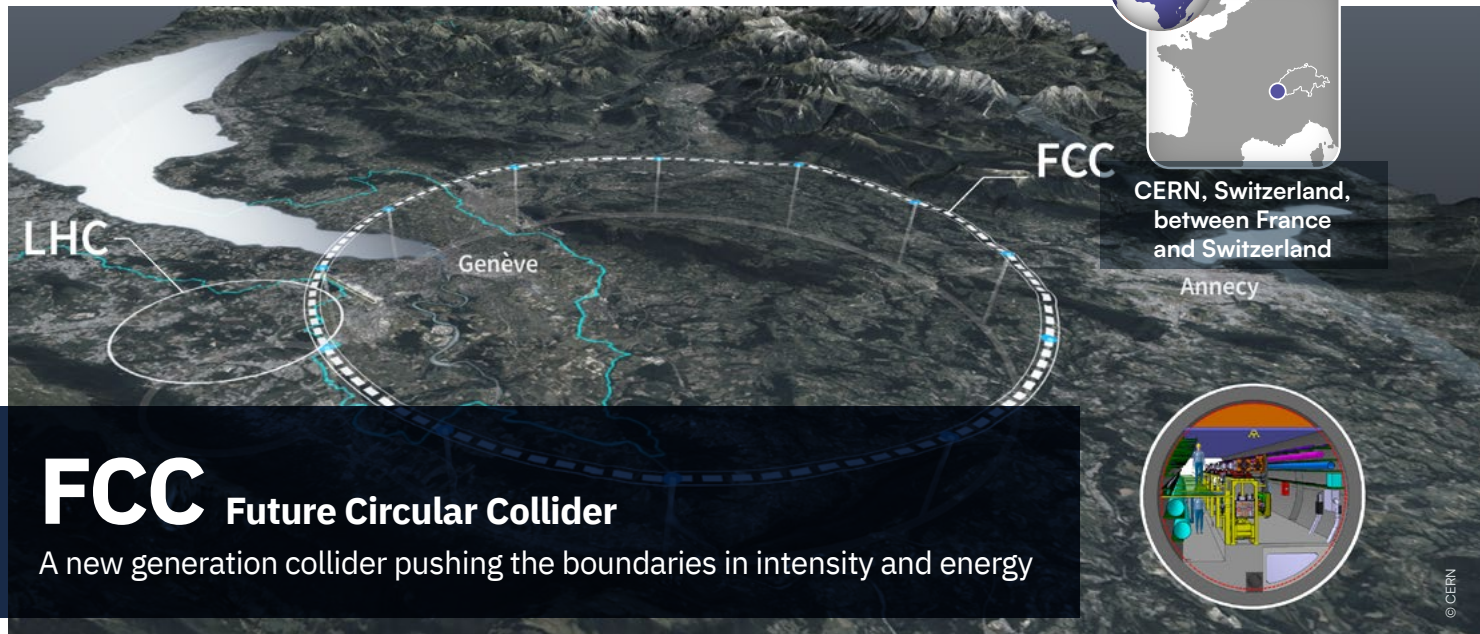 FCC
CERN, Switzerland,
between France
and Switzerland
LHC
Genève
Annecy
FCC Future Circular Collider
A new generation collider pushing the boundaries in intensity and energy
© CERN